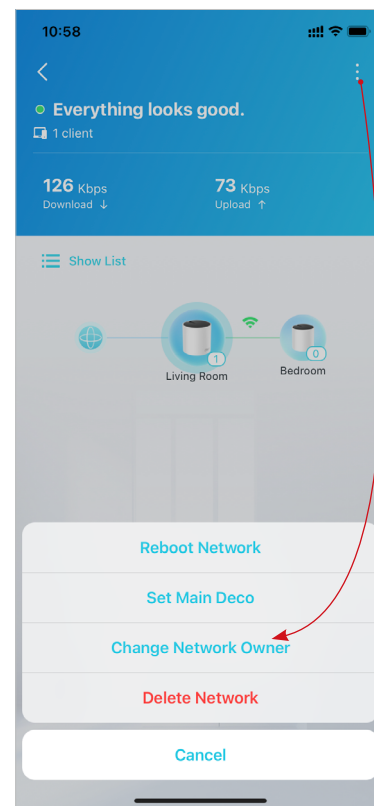 10:58
Everything looks good.
1 client
126 Kbps
73 Kbps
Download ↓
Upload ↑
Show List
1
0
Living Room
Bedroom
Reboot Network
Set Main Deco
Change Network Owner
Delete Network
Cancel